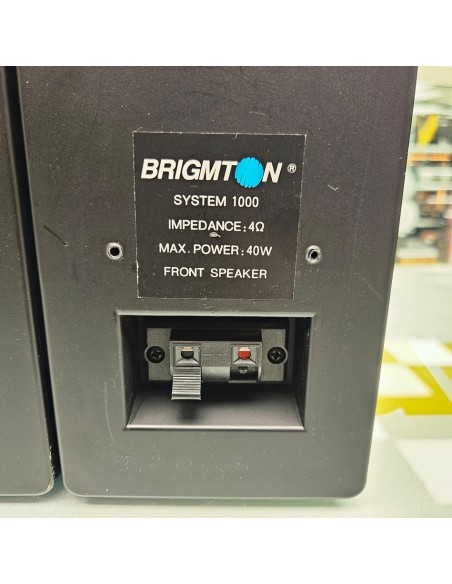 BRIGMTON®
SYSTEM 1000
IMPEDANCE:4Ω
MAX. POWER:40W
FRONT SPEAKER